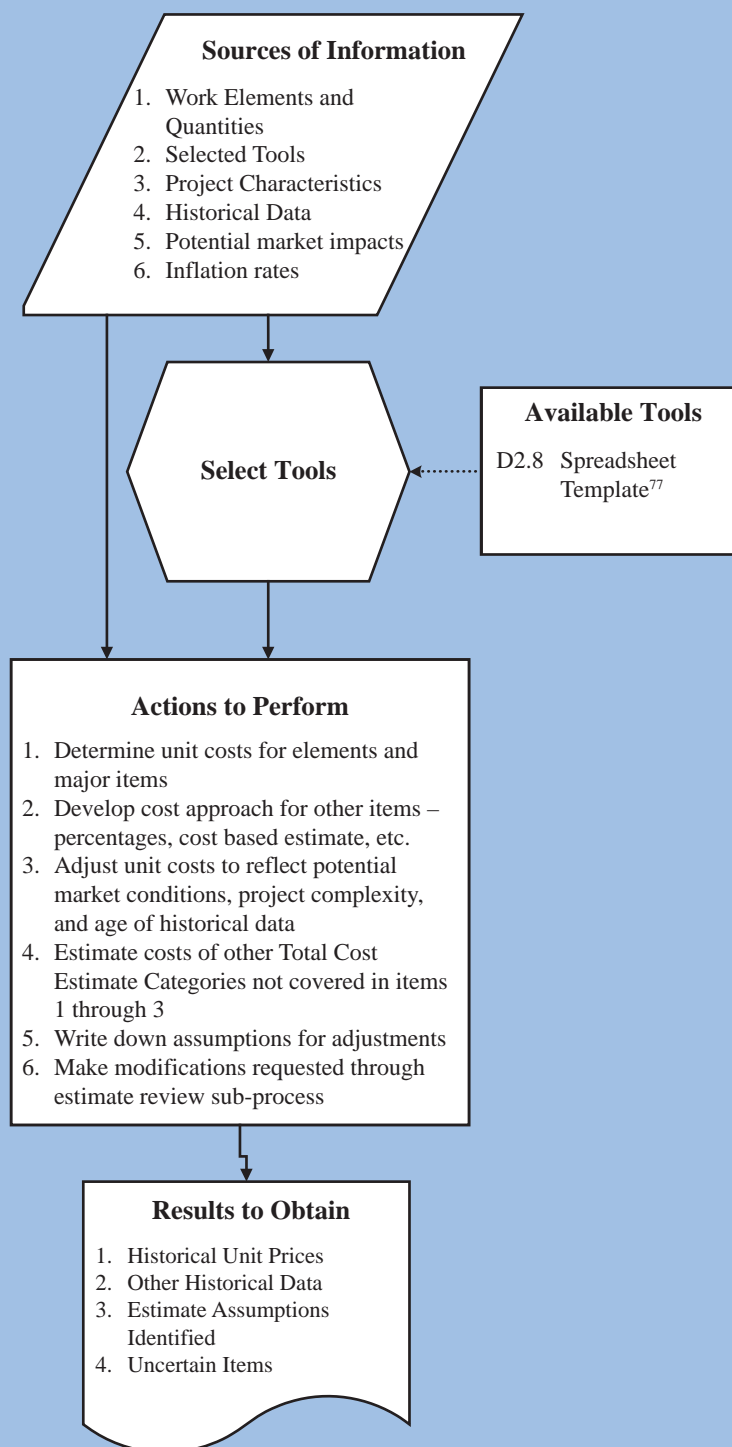 Sources of Information
1. Work Elements and
Quantities
2. Selected Tools
3. Project Characteristics
4. Historical Data
5. Potential market impacts
6. Inflation rates
Select Tools
Available Tools
D2.8 Spreadsheet
Template77
Actions to Perform
1. Determine unit costs for elements and
major items
2. Develop cost approach for other items –
percentages, cost based estimate, etc.
3. Adjust unit costs to reflect potential
market conditions, project complexity,
and age of historical data
4. Estimate costs of other Total Cost
Estimate Categories not covered in items
1 through 3
5. Write down assumptions for adjustments
6. Make modifications requested through
estimate review sub-process
Results to Obtain
1. Historical Unit Prices
2. Other Historical Data
3. Estimate Assumptions
Identified
4. Uncertain Items